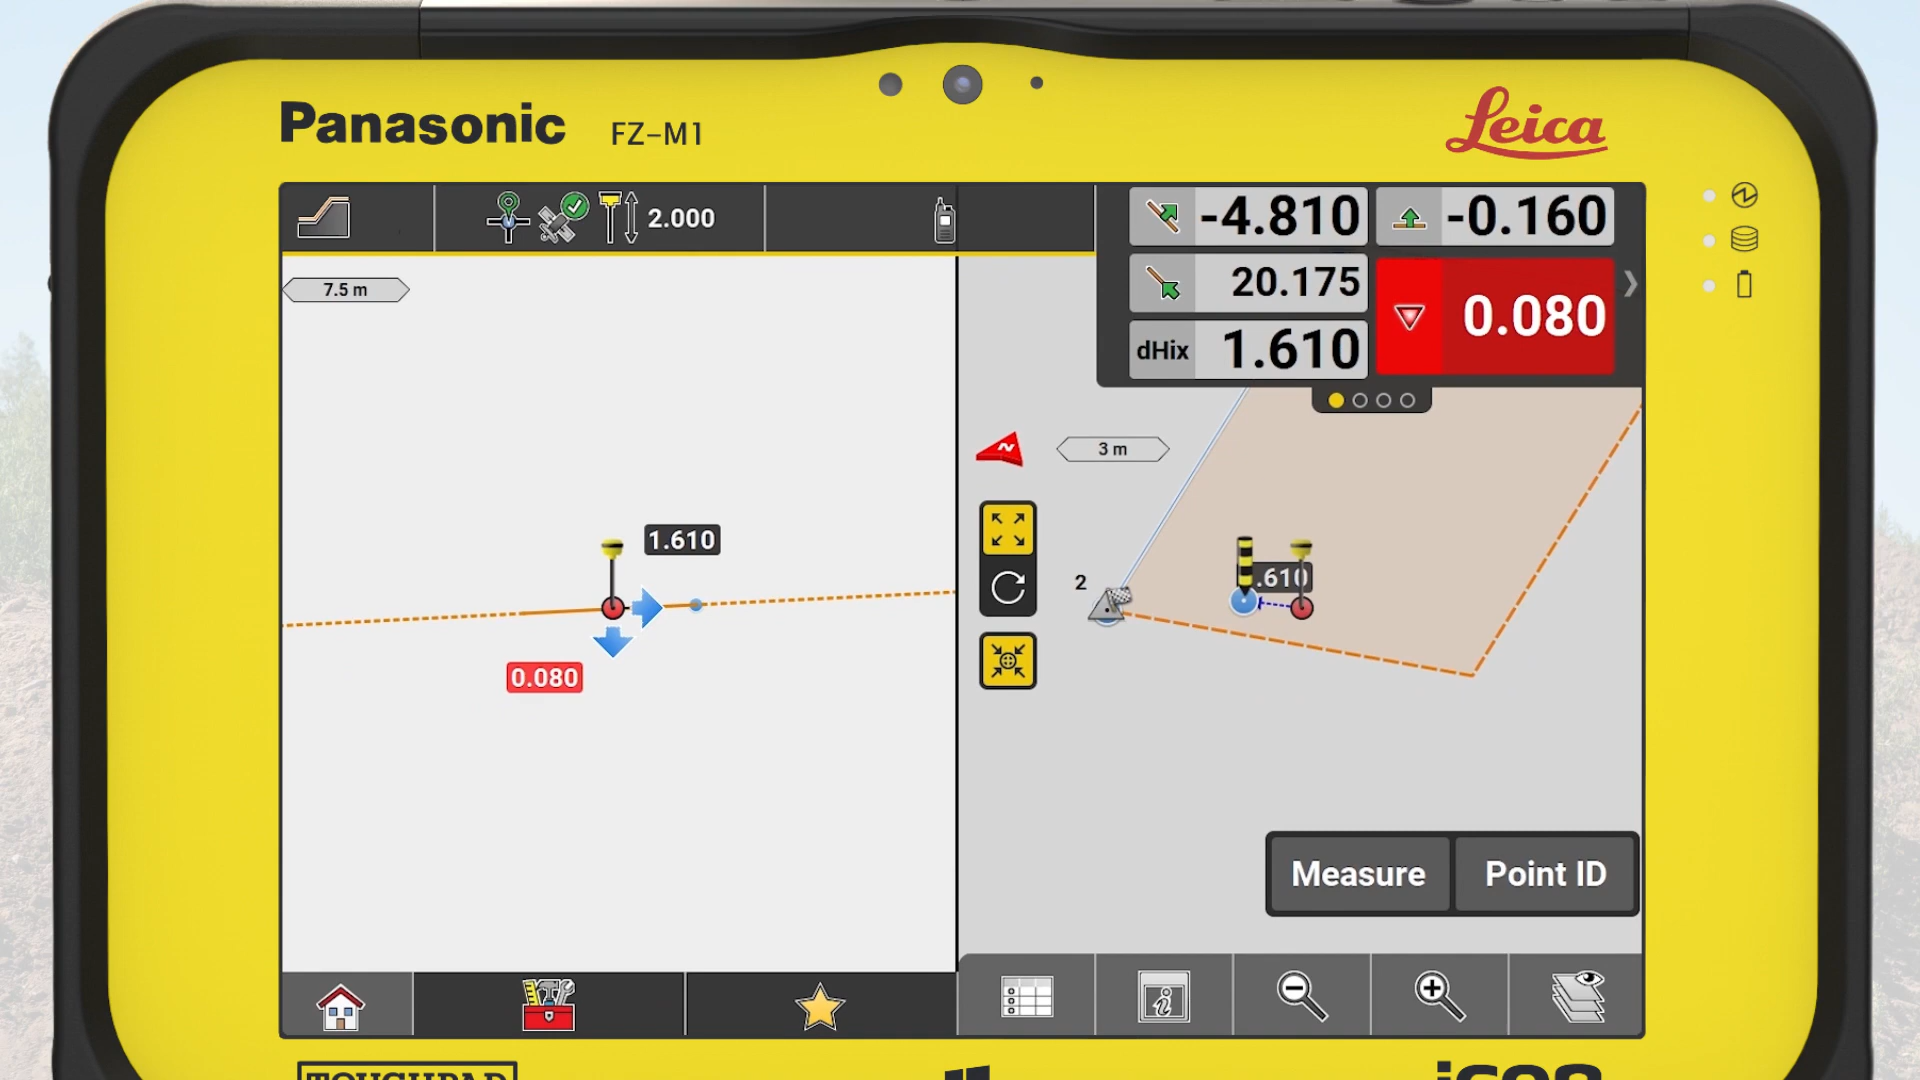 Panasonic FZ-M1
Leica
2.000
-4.810
-0.160
20.175
0.080
dHix 1.610
7.5 m
N
3 m
1.610
0.080
2
.610
Measure
Point ID
TOUGHPAD